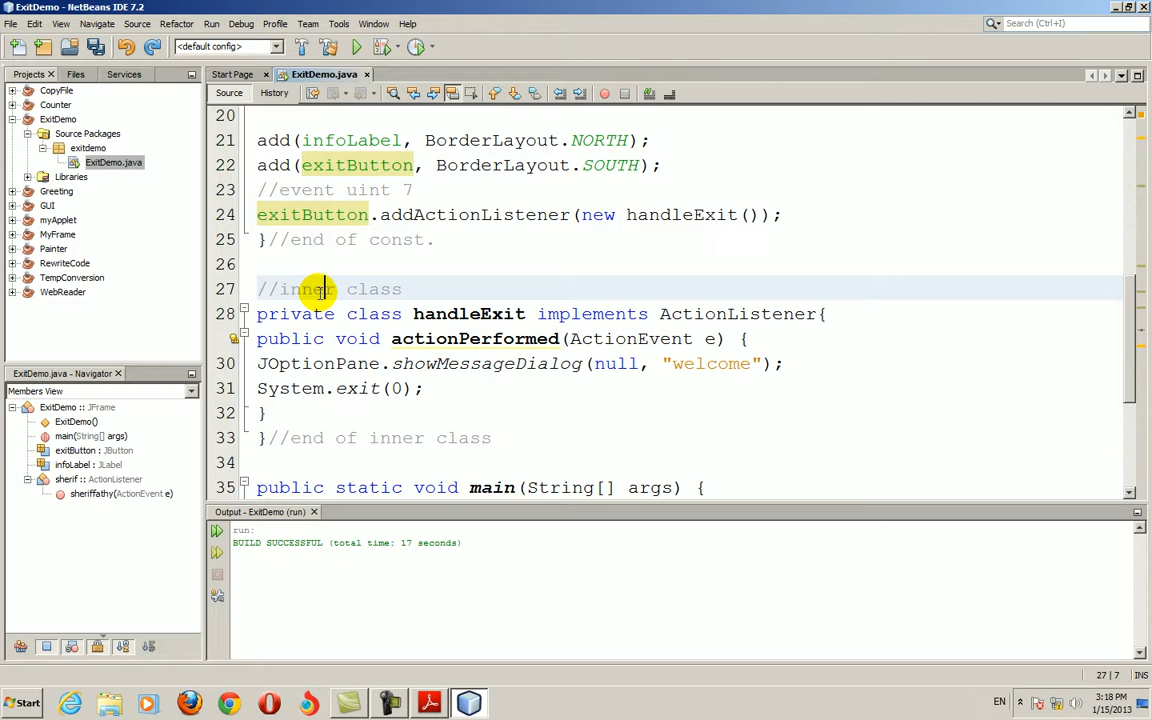 ExitDemo - NetBeans IDE 7.2
File Edit View Navigate Source Refactor Run Debug Profile Team Tools Window Help
Search (Ctrl+I)
<default config>
Projects Files Services
Start Page ExitDemo.java
Source History
CopyFile
Counter
ExitDemo
Source Packages
exitdemo
ExitDemo.java
Libraries
Greeting
GUI
myApplet
MyFrame
Painter
RewriteCode
TempConversion
WebReader
20
21 add(infoLabel, BorderLayout.NORTH);
22 add(exitButton, BorderLayout.SOUTH);
23 //event uint 7
24 exitButton.addActionListener(new handleExit());
25 }//end of const.
26
27 //inner class
28 private class handleExit implements ActionListener{
public void actionPerformed(ActionEvent e) {
30 JOptionPane.showMessageDialog(null, "welcome");
31 System.exit(0);
32 }
33 }//end of inner class
34
35 public static void main(String[] args) {
ExitDemo.java - Navigator
Members View
ExitDemo :: JFrame
ExitDemo()
main(String[] args)
exitButton : JButton
infoLabel : JLabel
sherif :: ActionListener
sheriffathy(ActionEvent e)
Output - ExitDemo (run)
run:
BUILD SUCCESSFUL (total time: 17 seconds)
27 | 7 INS
Start
EN
3:18 PM
1/15/2013